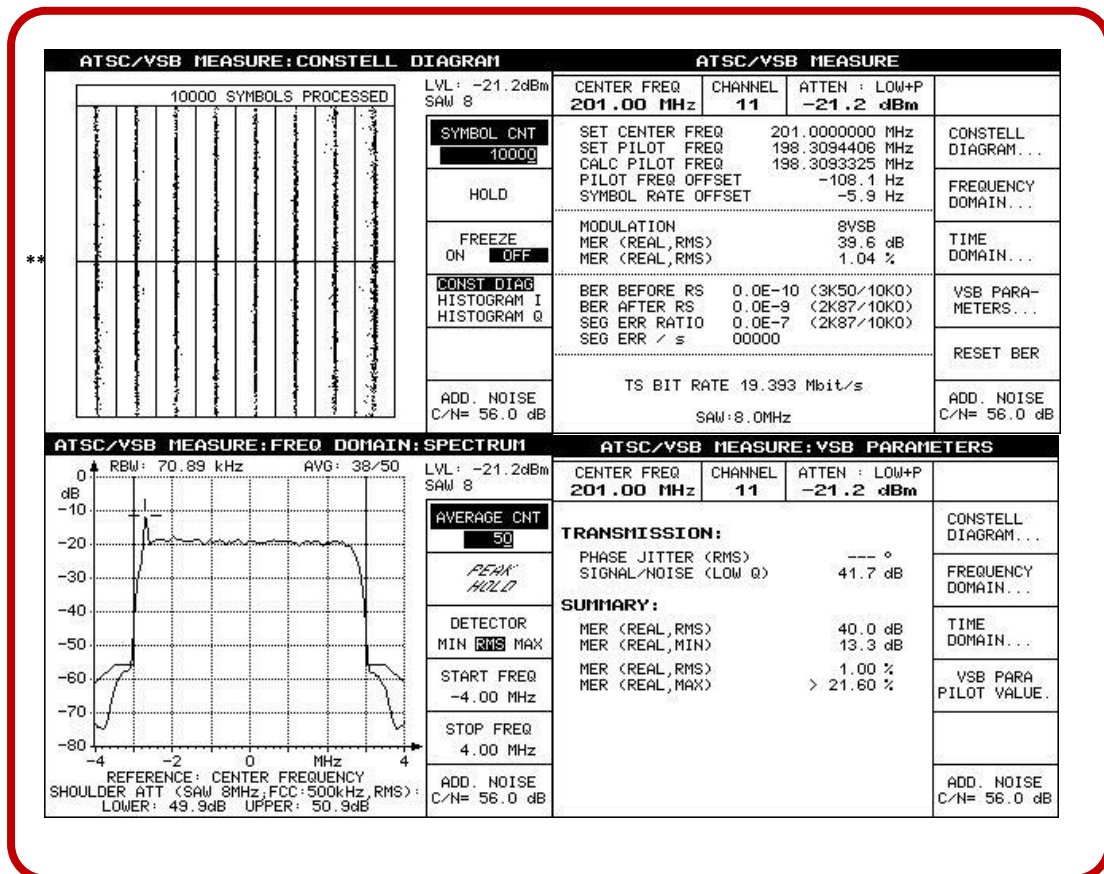 ATSC/VSB MEASURE:CONSTELL DIAGRAM
10000 SYMBOLS PROCESSED
LVL: -21.2dBm
SAW 8
SYMBOL CNT
10000
HOLD
FREEZE
ON OFF
CONST DIAG
HISTOGRAM I
HISTOGRAM Q
ADD. NOISE
C/N= 56.0 dB
**
ATSC/VSB MEASURE
CENTER FREQ CHANNEL ATTEN : LOW+P
201.00 MHz 11 -21.2 dBm
SET CENTER FREQ 201.0000000 MHz
SET PILOT FREQ 198.3094406 MHz
CALC PILOT FREQ 198.3093325 MHz
PILOT FREQ OFFSET -108.1 Hz
SYMBOL RATE OFFSET -5.9 Hz
MODULATION 8VSB
MER (REAL,RMS) 39.6 dB
MER (REAL,RMS) 1.04 %
BER BEFORE RS 0.0E-10 (3K50/10K0)
BER AFTER RS 0.0E-9 (2K87/10K0)
SEG ERR RATIO 0.0E-7 (2K87/10K0)
SEG ERR / s 00000
TS BIT RATE 19.393 Mbit/s
SAW:8.0MHz
CONSTELL
DIAGRAM...
FREQUENCY
DOMAIN...
TIME
DOMAIN...
VSB PARA-
METERS...
RESET BER
ADD. NOISE
C/N= 56.0 dB
ATSC/VSB MEASURE:FREQ DOMAIN:SPECTRUM
RBW: 70.89 kHz AVG: 38/50
0
dB
-10
-20
-30
-40
-50
-60
-70
-80
-4 -2 0 MHz 4
REFERENCE: CENTER FREQUENCY
SHOULDER ATT (SAW 8MHz,FCC:500kHz,RMS):
LOWER: 49.9dB UPPER: 50.9dB
LVL: -21.2dBm
SAW 8
AVERAGE CNT
50
PEAK
HOLD
DETECTOR
MIN RMS MAX
START FREQ
-4.00 MHz
STOP FREQ
4.00 MHz
ADD. NOISE
C/N= 56.0 dB
ATSC/VSB MEASURE:VSB PARAMETERS
CENTER FREQ CHANNEL ATTEN : LOW+P
201.00 MHz 11 -21.2 dBm
TRANSMISSION:
PHASE JITTER (RMS) --- °
SIGNAL/NOISE (LOW Q) 41.7 dB
SUMMARY:
MER (REAL,RMS) 40.0 dB
MER (REAL,MIN) 13.3 dB
MER (REAL,RMS) 1.00 %
MER (REAL,MAX) > 21.60 %
CONSTELL
DIAGRAM...
FREQUENCY
DOMAIN...
TIME
DOMAIN...
VSB PARA
PILOT VALUE.
ADD. NOISE
C/N= 56.0 dB